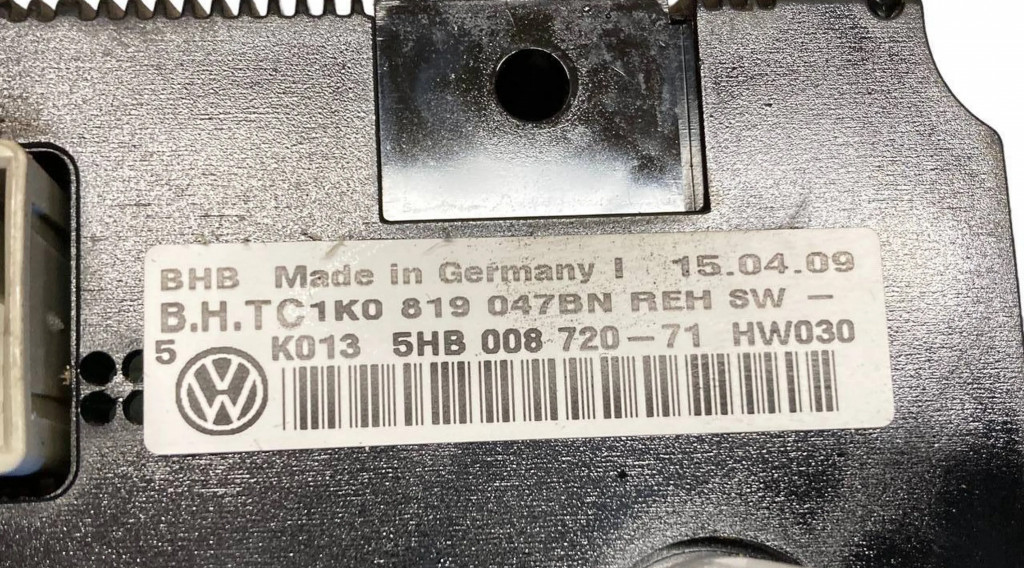 BHB Made in Germany I 15.04.09
B.H.TC1K0 819 047BN REH SW -
5 K013 5HB 008 720-71 HW030
VW